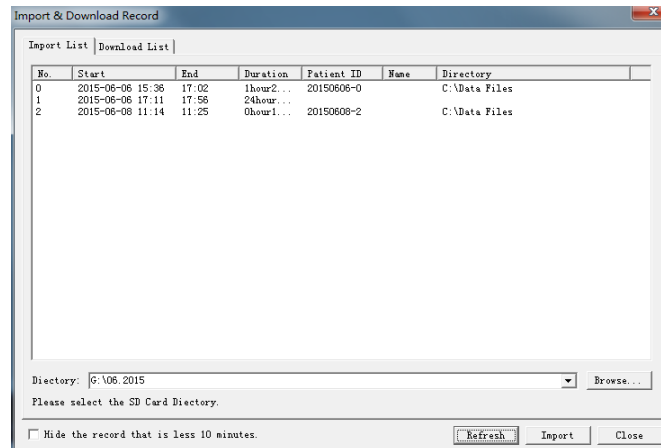 Import & Download Record
Import List Download List
No. Start End Duration Patient ID Name Directory
0 2015-06-06 15:36 17:02 1hour2... 20150606-0 C:\Data Files
1 2015-06-06 17:11 17:56 24hour...
2 2015-06-08 11:14 11:25 0hour1... 20150608-2 C:\Data Files
Diectory: G:\06.2015 Browse...
Please select the SD Card Diectory.
Hide the record that is less 10 minutes. Refresh Import Close